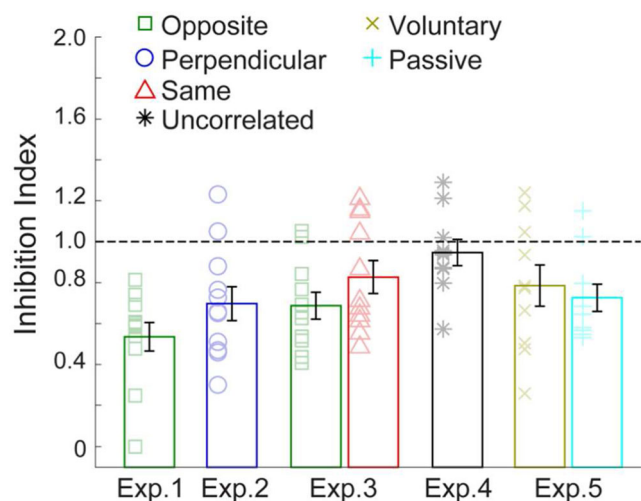 Opposite
Voluntary
Perpendicular
Passive
Same
Uncorrelated
Inhibition Index
2.0
1.6
1.2
1.0
0.8
0.4
0
Exp.1 Exp.2 Exp.3 Exp.4 Exp.5